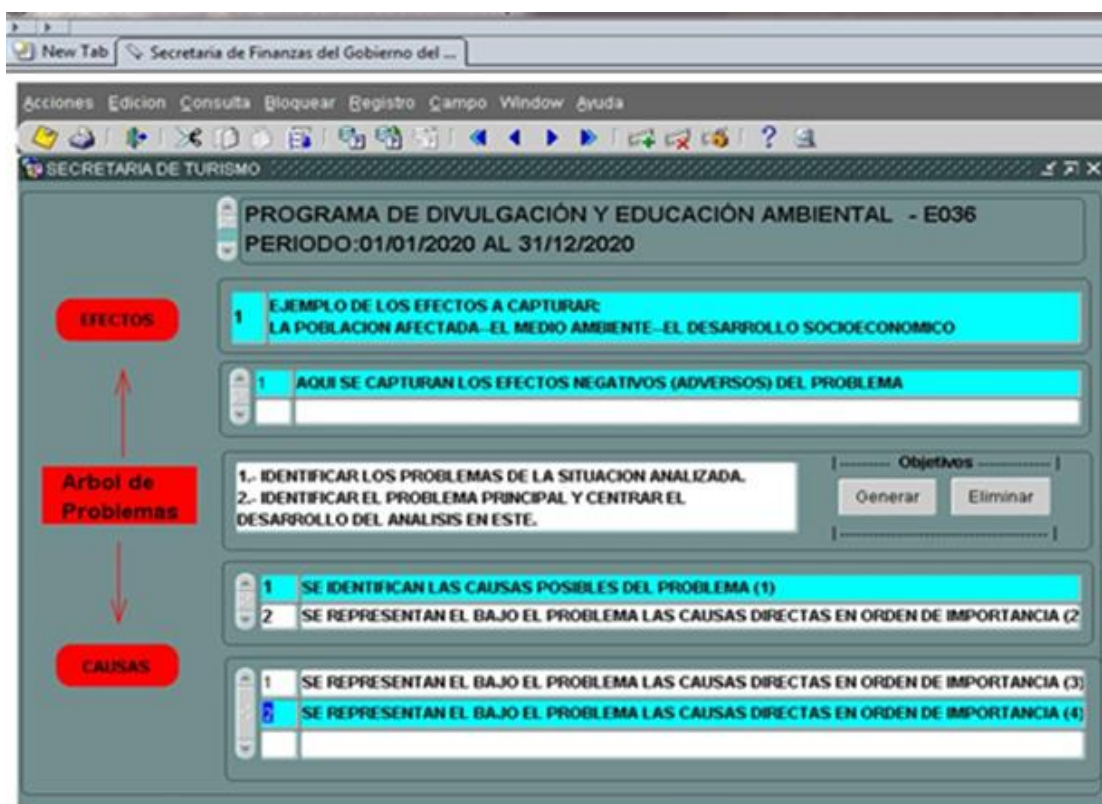 New Tab
Secretaria de Finanzas del Gobierno del ...
Acciones Edicion Consulta Bloquear Registro Campo Window Ayuda
SECRETARIA DE TURISMO
PROGRAMA DE DIVULGACIÓN Y EDUCACIÓN AMBIENTAL - E036
PERIODO:01/01/2020 AL 31/12/2020
EFECTOS
1 EJEMPLO DE LOS EFECTOS A CAPTURAR:
LA POBLACION AFECTADA--EL MEDIO AMBIENTE--EL DESARROLLO SOCIOECONOMICO
1 AQUI SE CAPTURAN LOS EFECTOS NEGATIVOS (ADVERSOS) DEL PROBLEMA
Arbol de
Problemas
1.- IDENTIFICAR LOS PROBLEMAS DE LA SITUACION ANALIZADA.
2.- IDENTIFICAR EL PROBLEMA PRINCIPAL Y CENTRAR EL
DESARROLLO DEL ANALISIS EN ESTE.
|--------- Objetivos -----------|
Generar Eliminar
1 SE IDENTIFICAN LAS CAUSAS POSIBLES DEL PROBLEMA (1)
2 SE REPRESENTAN EL BAJO EL PROBLEMA LAS CAUSAS DIRECTAS EN ORDEN DE IMPORTANCIA (2
CAUSAS
1 SE REPRESENTAN EL BAJO EL PROBLEMA LAS CAUSAS DIRECTAS EN ORDEN DE IMPORTANCIA (3)
2 SE REPRESENTAN EL BAJO EL PROBLEMA LAS CAUSAS DIRECTAS EN ORDEN DE IMPORTANCIA (4)